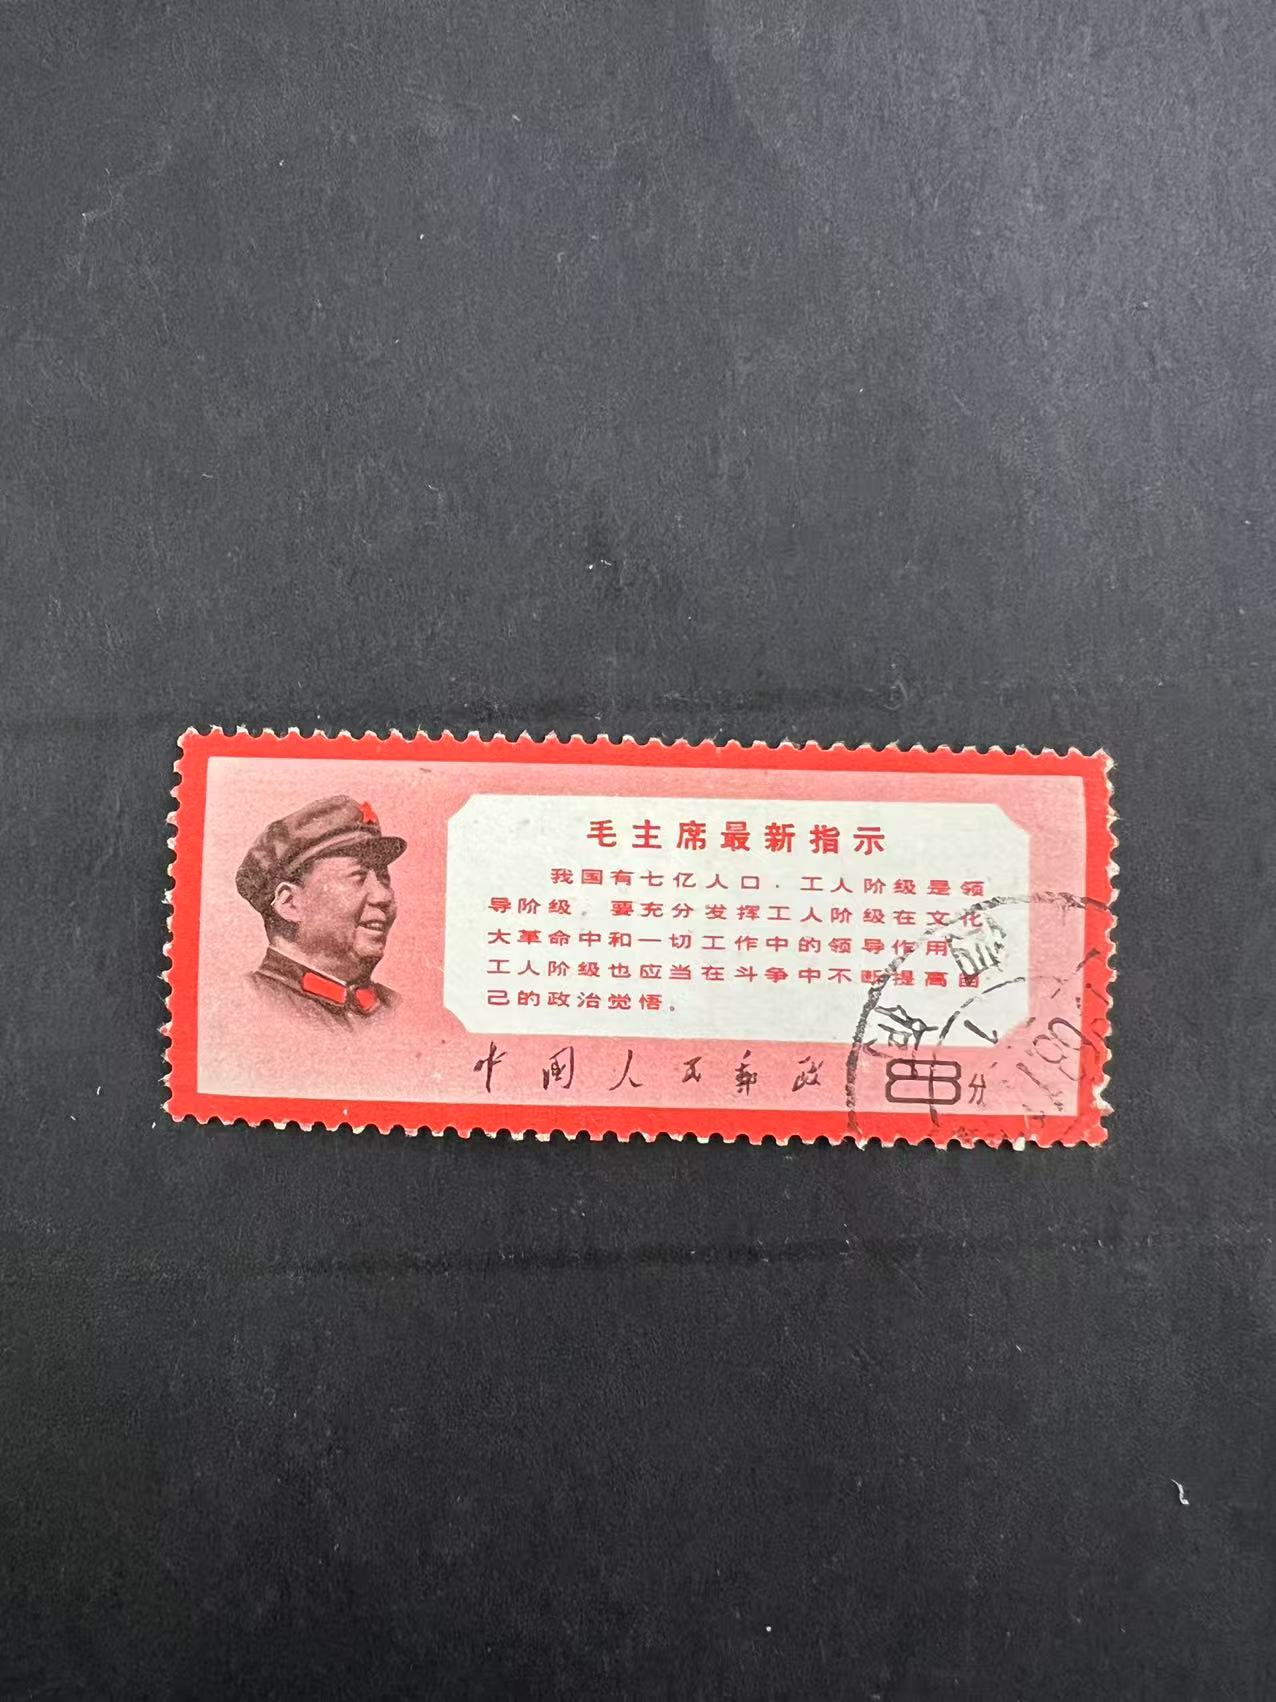 毛主席最新指示
我国有七亿人口,工人阶级是领
导阶级。要充分发挥工人阶级在文化
大革命中和一切工作中的领导作用
工人阶级也应当在斗争中不断提高自
己的政治觉悟。
中国人民邮政
8分